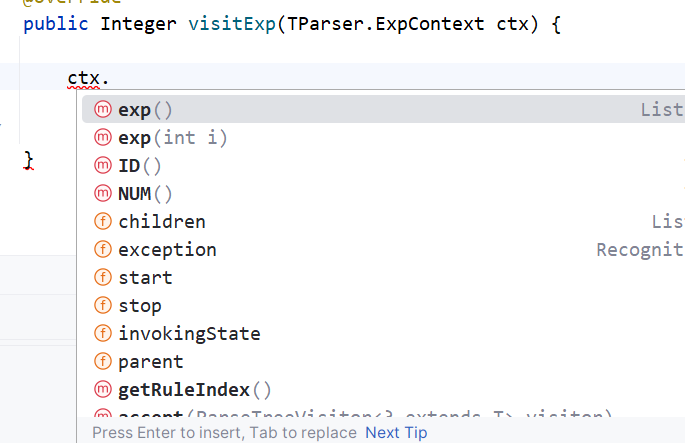 @Override
public Integer visitExp(TParser.ExpContext ctx) {
ctx.
m exp() List
m exp(int i)
m ID()
m NUM()
f children Lis
f exception Recognit
f start
f stop
f invokingState
f parent
m getRuleIndex()
m accept(ParseTreeVisitor<? extends T> visitor)
Press Enter to insert, Tab to replace Next Tip
}